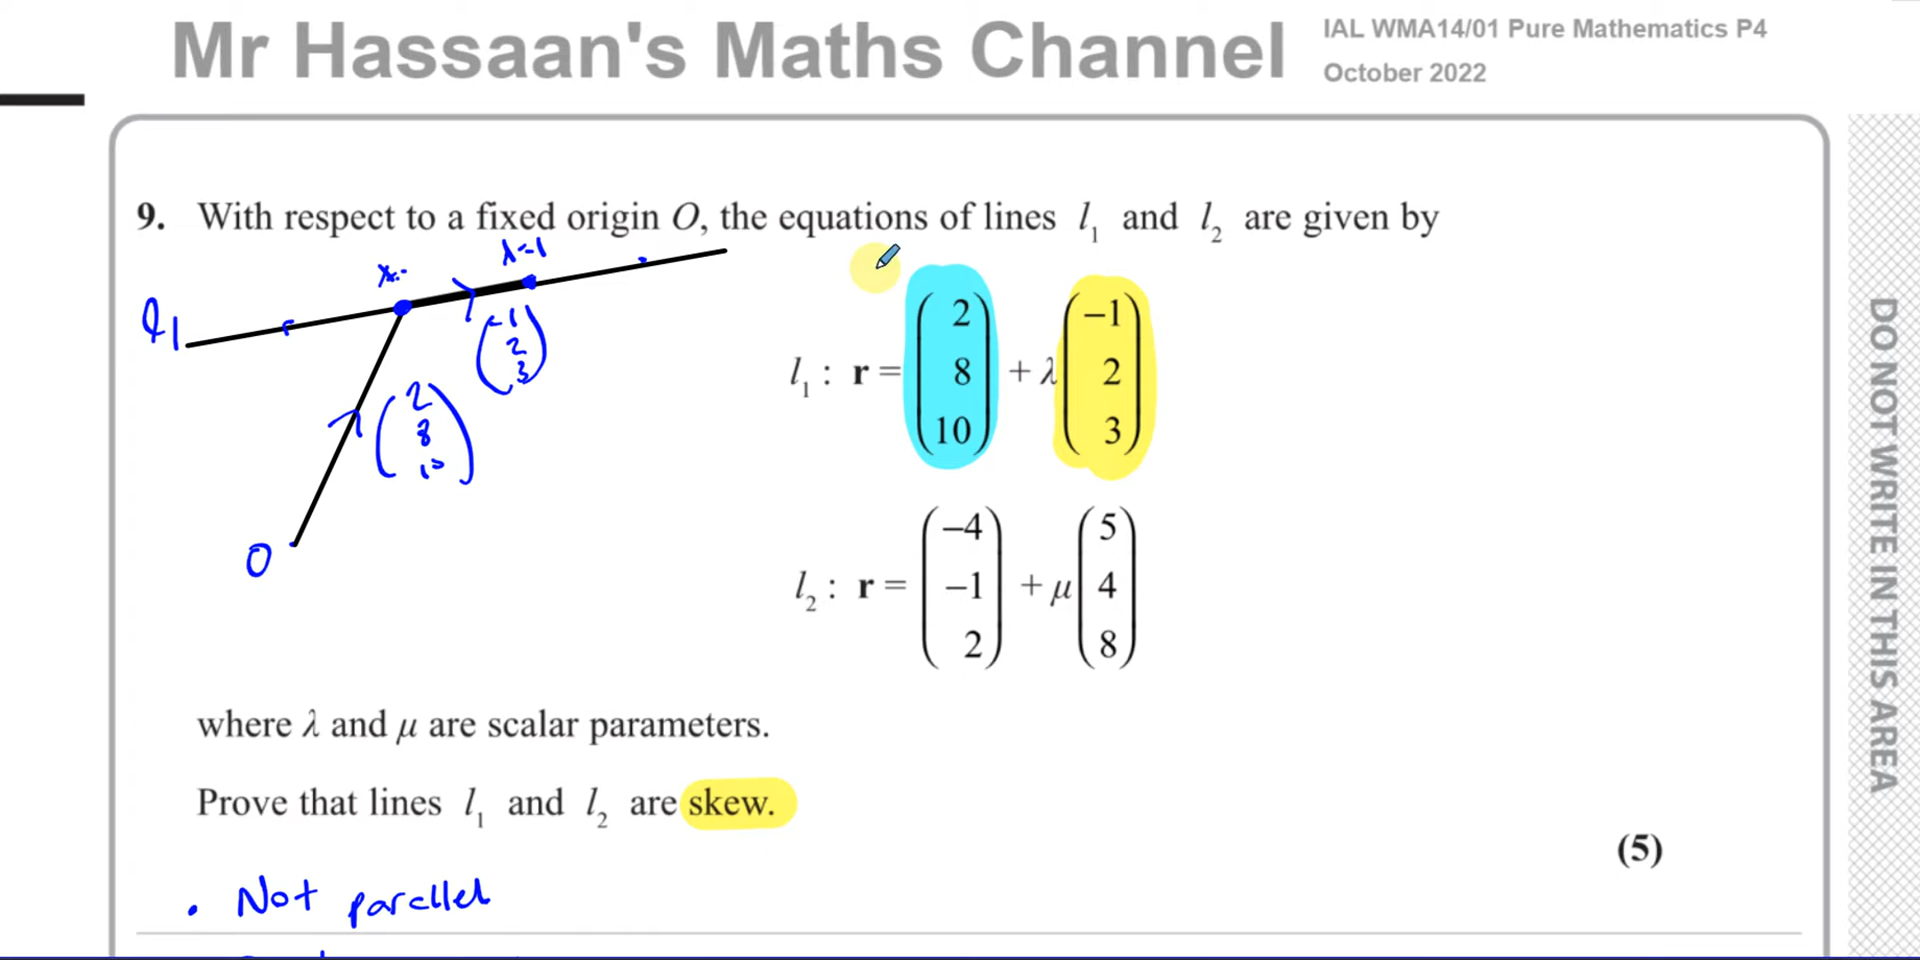 Mr Hassaan's Maths Channel
IAL WMA14/01 Pure Mathematics P4
October 2022
9. With respect to a fixed origin O, the equations of lines l₁ and l₂ are given by
l₁ : r = (2 8 10) + λ(−1 2 3)
l₂ : r = (−4 −1 2) + μ(5 4 8)
l₁
λ=1
(−1 2 3)
(2 8 10)
O
where λ and μ are scalar parameters.
Prove that lines l₁ and l₂ are skew.
(5)
• Not parallel
DO NOT WRITE IN THIS AREA